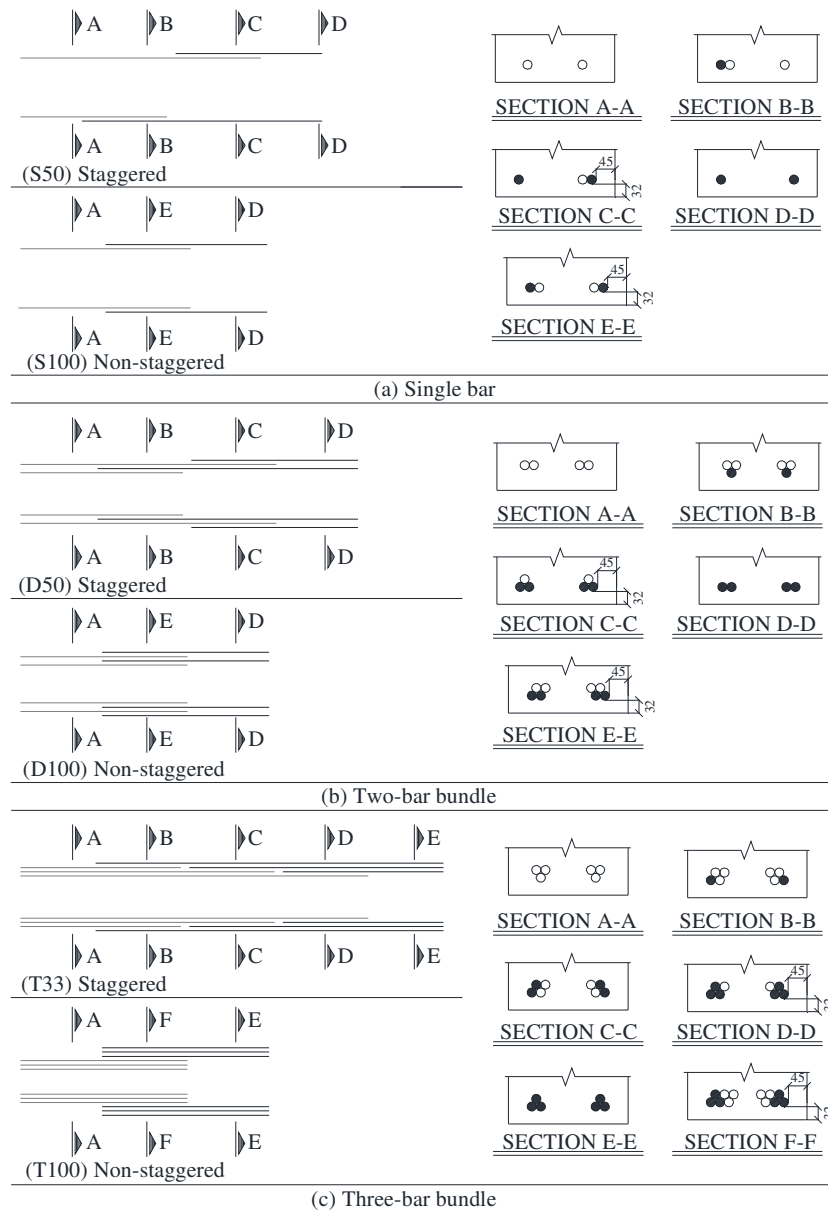 A B C D
A B C D
(S50) Staggered
A E D
A E D
(S100) Non-staggered
SECTION A-A
SECTION B-B
45
32
SECTION C-C
SECTION D-D
45
32
SECTION E-E
(a) Single bar
A B C D
A B C D
(D50) Staggered
A E D
A E D
(D100) Non-staggered
SECTION A-A
SECTION B-B
45
32
SECTION C-C
SECTION D-D
45
32
SECTION E-E
(b) Two-bar bundle
A B C D E
A B C D E
(T33) Staggered
A F E
A F E
(T100) Non-staggered
SECTION A-A
SECTION B-B
45
32
SECTION C-C
SECTION D-D
45
32
SECTION E-E
SECTION F-F
(c) Three-bar bundle